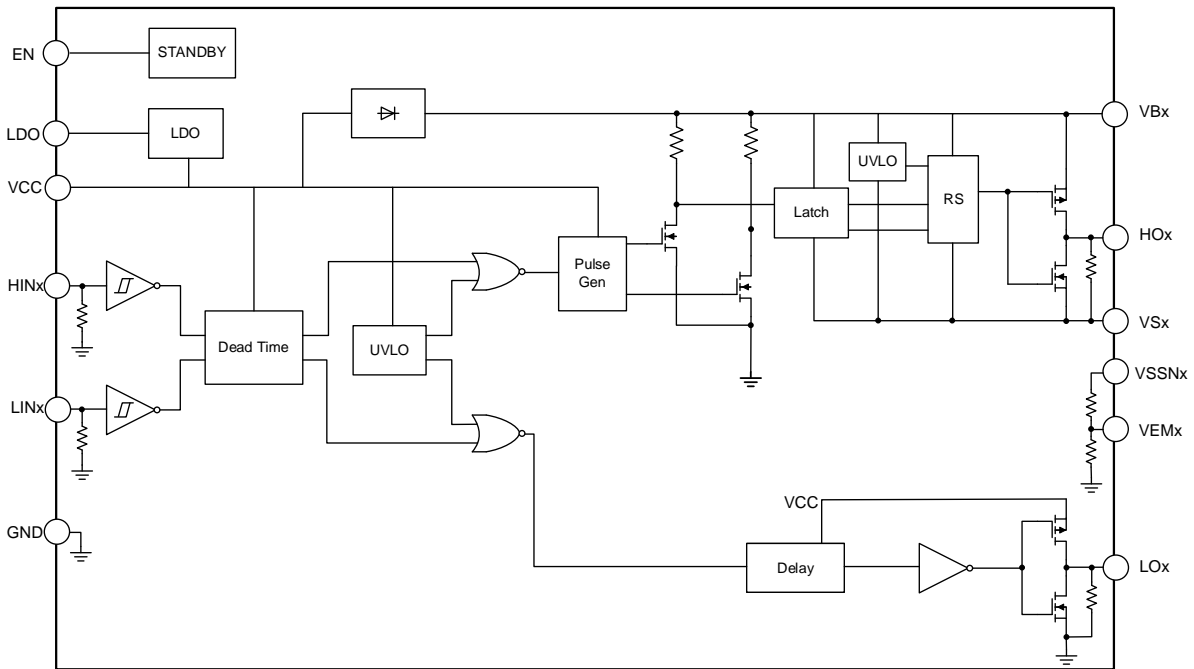 EN
STANDBY
LDO
LDO
VBx
VCC
UVLO
Latch
RS
HOx
HINx
Pulse
Gen
Dead Time
UVLO
VSx
VSSNx
LINx
VEMx
VCC
GND
Delay
LOx